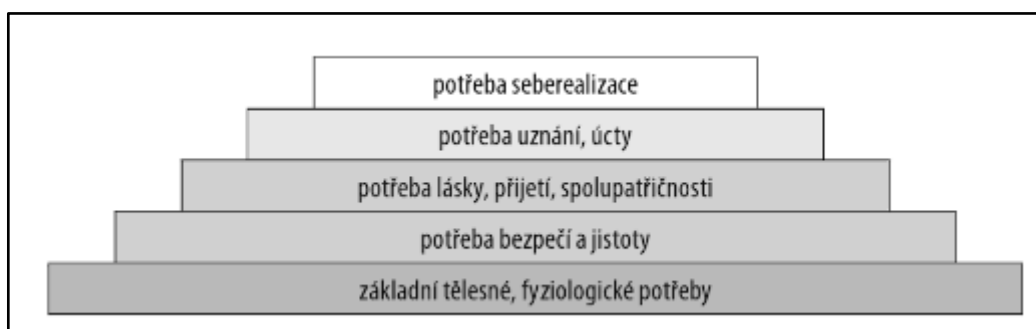 potřeba seberealizace
potřeba uznání, úcty
potřeba lásky, přijetí, spolupatřičnosti
potřeba bezpečí a jistoty
základní tělesné, fyziologické potřeby